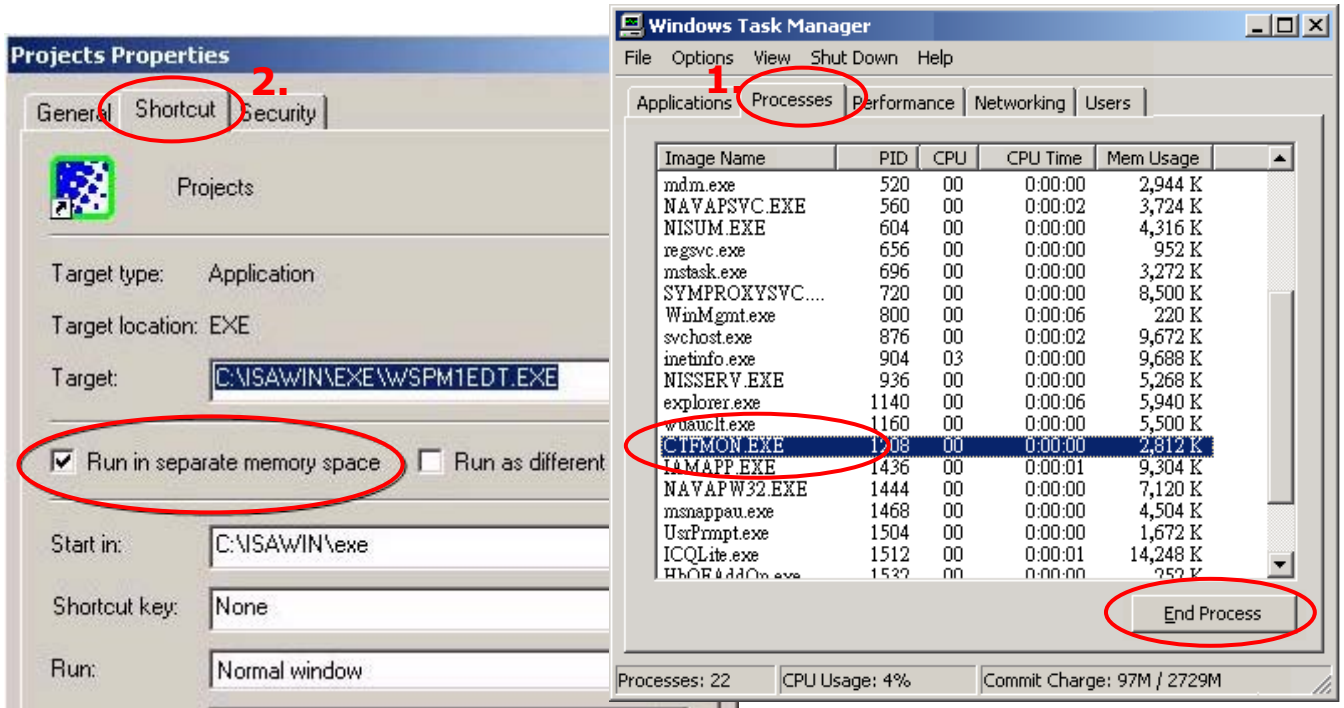 Projects Properties
2.
General Shortcut Security
Projects
Target type: Application
Target location: EXE
Target: C:\ISAWIN\EXE\WSPM1EDT.EXE
Run in separate memory space Run as different
Start in: C:\ISAWIN\exe
Shortcut key: None
Run: Normal window
Windows Task Manager
File Options View Shut Down Help
1.
Applications Processes Performance Networking Users
Image Name PID CPU CPU Time Mem Usage
mdm.exe 520 00 0:00:00 2,944 K
NAVAPSVC.EXE 560 00 0:00:02 3,724 K
NISUM.EXE 604 00 0:00:00 4,316 K
regsvc.exe 656 00 0:00:00 952 K
mstask.exe 696 00 0:00:00 3,272 K
SYMPROXYSVC.... 720 00 0:00:00 8,500 K
WinMgmt.exe 800 00 0:00:06 220 K
svchost.exe 876 00 0:00:02 9,672 K
inetinfo.exe 904 03 0:00:00 9,688 K
NISSERV.EXE 936 00 0:00:00 5,268 K
explorer.exe 1140 00 0:00:06 5,940 K
wuauclt.exe 1160 00 0:00:00 5,500 K
CTFMON.EXE 1208 00 0:00:00 2,812 K
IAMAPP.EXE 1436 00 0:00:01 9,304 K
NAVAPW32.EXE 1444 00 0:00:00 7,120 K
msnappau.exe 1468 00 0:00:00 4,504 K
UsrPrmpt.exe 1504 00 0:00:00 1,672 K
ICQLite.exe 1512 00 0:00:01 14,248 K
1532 00 0:00:00 252 K
End Process
Processes: 22 CPU Usage: 4% Commit Charge: 97M / 2729M